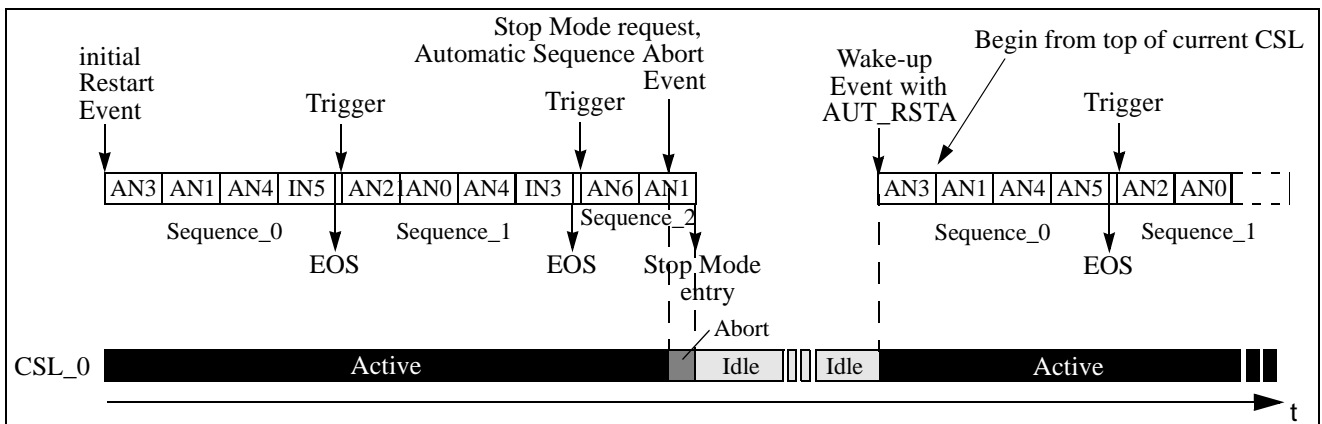 Stop Mode request,
Automatic Sequence Abort
Event
initial
Restart
Event
Trigger
Trigger
Wake-up
Event with
AUT_RSTA
Begin from top of current CSL
Trigger
AN3 AN1 AN4 IN5 AN2 AN0 AN4 IN3 AN6 AN1
AN3 AN1 AN4 AN5 AN2 AN0
Sequence_0
Sequence_1
Sequence_2
Sequence_0
Sequence_1
EOS
EOS
Stop Mode
entry
EOS
Abort
CSL_0
Active
Idle
Idle
Active
t